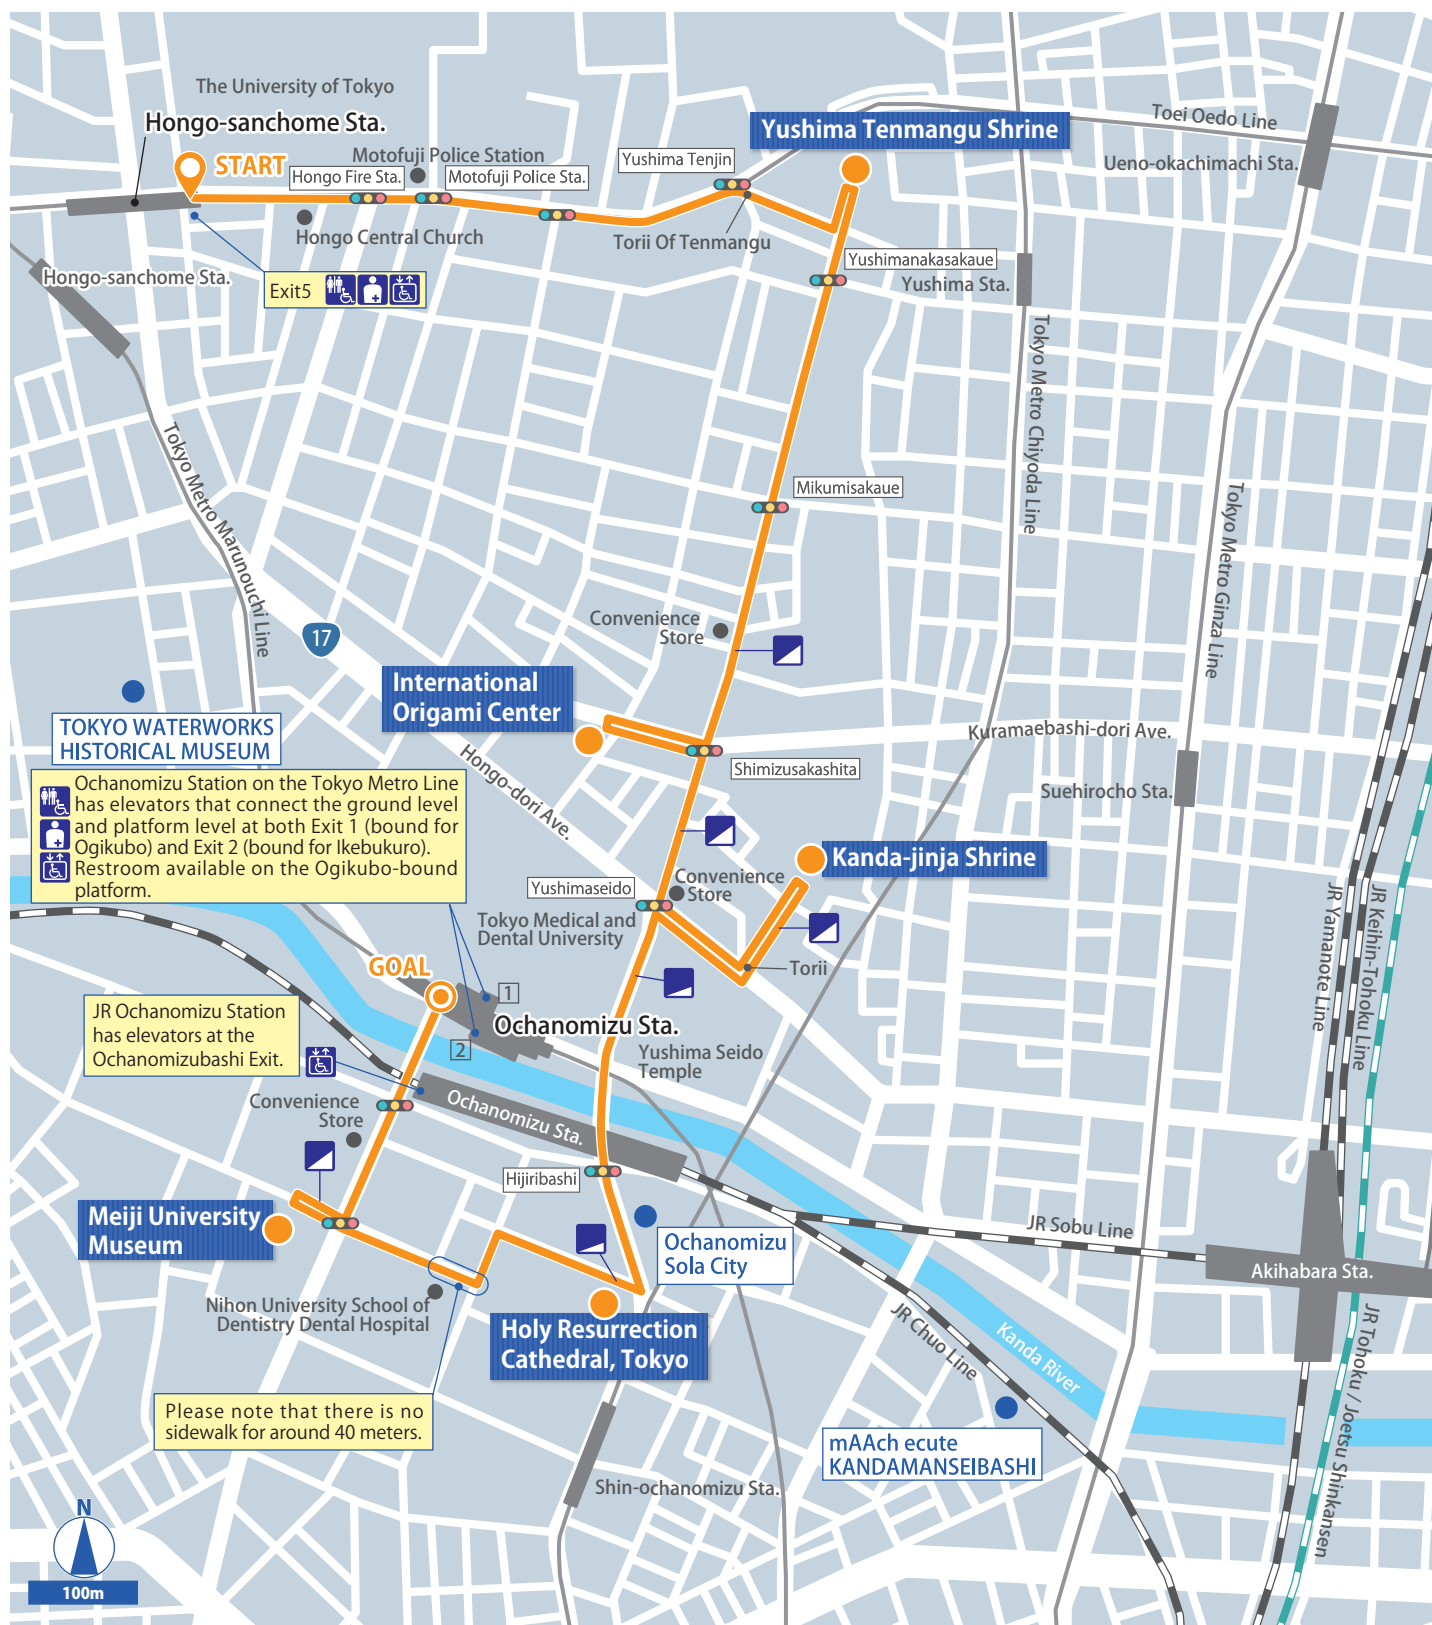 The University of Tokyo
Hongo-sanchome Sta.
START
Motofuji Police Station
Hongo Fire Sta.
Motofuji Police Sta.
Hongo Central Church
Yushima Tenjin
Yushima Tenmangu Shrine
Toei Oedo Line
Ueno-okachimachi Sta.
Torii Of Tenmangu
Hongo-sanchome Sta.
Exit5
Yushimanakasakaue
Yushima Sta.
Tokyo Metro Chiyoda Line
Tokyo Metro Marunouchi Line
Mikumisakaue
Tokyo Metro Ginza Line
Convenience
Store
17
International
Origami Center
TOKYO WATERWORKS
HISTORICAL MUSEUM
Kuramaebashi-dori Ave.
Shimizusakashita
Hongo-dori Ave.
Suehirocho Sta.
Ochanomizu Station on the Tokyo Metro Line
has elevators that connect the ground level
and platform level at both Exit 1 (bound for
Ogikubo) and Exit 2 (bound for Ikebukuro).
Restroom available on the Ogikubo-bound
platform.
Kanda-jinja Shrine
Convenience
Store
Yushimaseido
Tokyo Medical and
Dental University
Torii
JR Yamanote Line
JR Keihin-Tohoku Line
GOAL
1
Ochanomizu Sta.
2
JR Ochanomizu Station
has elevators at the
Ochanomizubashi Exit.
Yushima Seido
Temple
Convenience
Store
Ochanomizu Sta.
Hijiribashi
Meiji University
Museum
Ochanomizu
Sola City
JR Sobu Line
Akihabara Sta.
Nihon University School of
Dentistry Dental Hospital
Holy Resurrection
Cathedral, Tokyo
JR Chuo Line
Kanda River
JR Tohoku / Joetsu Shinkansen
Please note that there is no
sidewalk for around 40 meters.
mAAch ecute
KANDAMANSEIBASHI
Shin-ochanomizu Sta.
N
100m